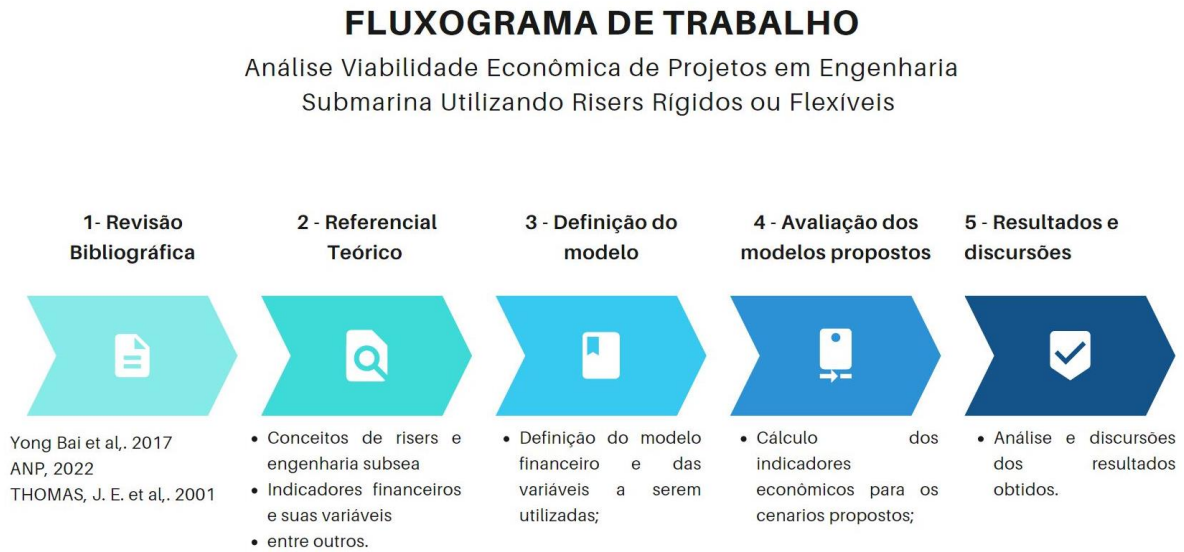 FLUXOGRAMA DE TRABALHO
Análise Viabilidade Econômica de Projetos em Engenharia
Submarina Utilizando Risers Rígidos ou Flexíveis
1- Revisão
Bibliográfica
2 - Referencial
Teórico
3 - Definição do
modelo
4 - Avaliação dos
modelos propostos
5 - Resultados e
discursões
Yong Bai et al,. 2017
ANP, 2022
THOMAS, J. E. et al,. 2001
• Conceitos de risers e
engenharia subsea
• Indicadores financeiros
e suas variáveis
• entre outros.
• Definição do modelo
financeiro e das
variáveis a serem
utilizadas;
• Cálculo dos
indicadores
econômicos para os
cenarios propostos;
• Análise e discursões
dos resultados
obtidos.